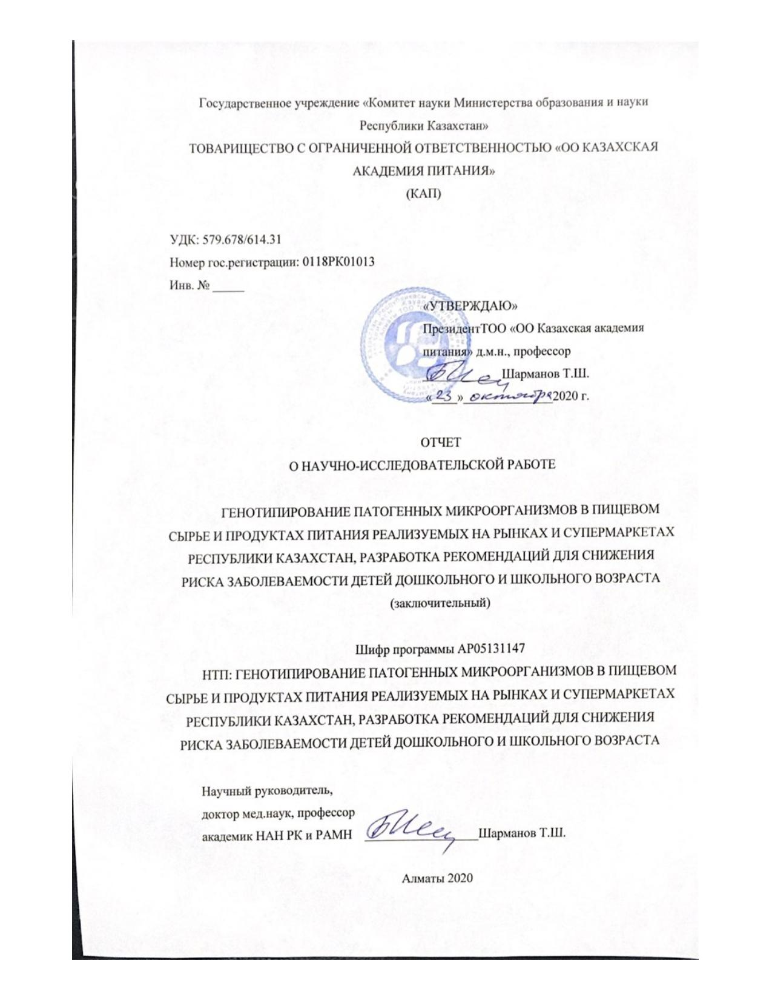 Государственное учреждение «Комитет науки Министерства образования и науки
Республики Казахстан»
ТОВАРИЩЕСТВО С ОГРАНИЧЕННОЙ ОТВЕТСТВЕННОСТЬЮ «ОО КАЗАХСКАЯ
АКАДЕМИЯ ПИТАНИЯ»
(КАП)
УДК: 579.678/614.31
Номер гос.регистрации: 0118РК01013
Инв. № _____
«УТВЕРЖДАЮ»
ПрезидентТОО «ОО Казахская академия
питания» д.м.н., профессор
____________Шарманов Т.Ш.
«23» октября 2020 г.
ОТЧЕТ
О НАУЧНО-ИССЛЕДОВАТЕЛЬСКОЙ РАБОТЕ
ГЕНОТИПИРОВАНИЕ ПАТОГЕННЫХ МИКРООРГАНИЗМОВ В ПИЩЕВОМ
СЫРЬЕ И ПРОДУКТАХ ПИТАНИЯ РЕАЛИЗУЕМЫХ НА РЫНКАХ И СУПЕРМАРКЕТАХ
РЕСПУБЛИКИ КАЗАХСТАН, РАЗРАБОТКА РЕКОМЕНДАЦИЙ ДЛЯ СНИЖЕНИЯ
РИСКА ЗАБОЛЕВАЕМОСТИ ДЕТЕЙ ДОШКОЛЬНОГО И ШКОЛЬНОГО ВОЗРАСТА
(заключительный)
Шифр программы АР05131147
НТП: ГЕНОТИПИРОВАНИЕ ПАТОГЕННЫХ МИКРООРГАНИЗМОВ В ПИЩЕВОМ
СЫРЬЕ И ПРОДУКТАХ ПИТАНИЯ РЕАЛИЗУЕМЫХ НА РЫНКАХ И СУПЕРМАРКЕТАХ
РЕСПУБЛИКИ КАЗАХСТАН, РАЗРАБОТКА РЕКОМЕНДАЦИЙ ДЛЯ СНИЖЕНИЯ
РИСКА ЗАБОЛЕВАЕМОСТИ ДЕТЕЙ ДОШКОЛЬНОГО И ШКОЛЬНОГО ВОЗРАСТА
Научный руководитель,
доктор мед.наук, профессор
академик НАН РК и РАМН _________________Шарманов Т.Ш.
Алматы 2020